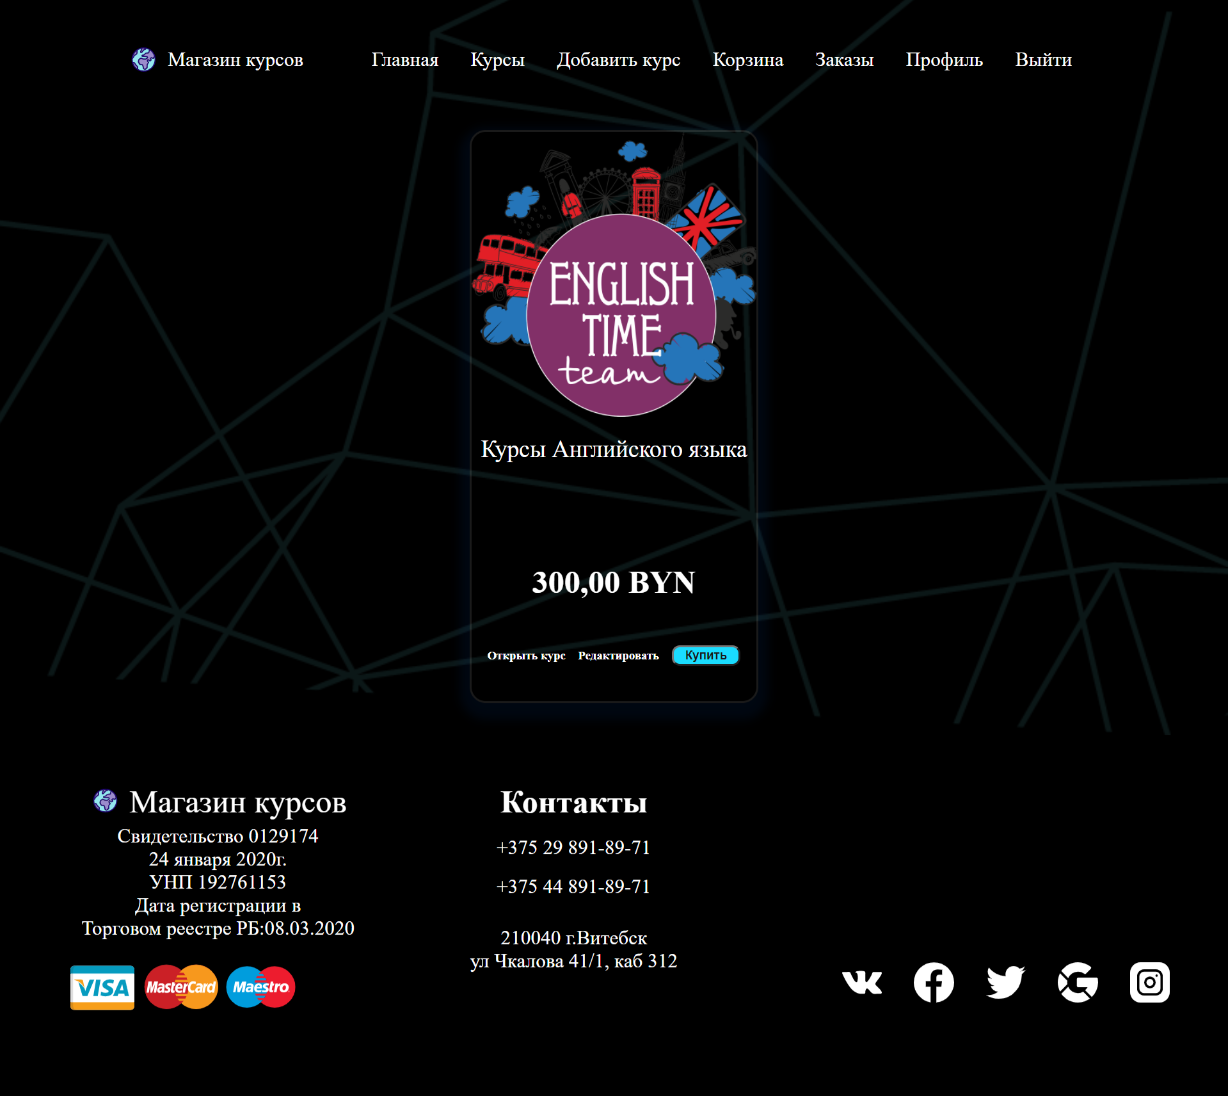 Магазин курсов
Главная
Курсы
Добавить курс
Корзина
Заказы
Профиль
Выйти
ENGLISH
TIME
team
Курсы Английского языка
300,00 BYN
Открыть курс
Редактировать
Купить
Магазин курсов
Свидетельство 0129174
24 января 2020г.
УНП 192761153
Дата регистрации в
Торговом реестре РБ:08.03.2020
VISA
MasterCard
Maestro
Контакты
+375 29 891-89-71
+375 44 891-89-71
210040 г.Витебск
ул Чкалова 41/1, каб 312